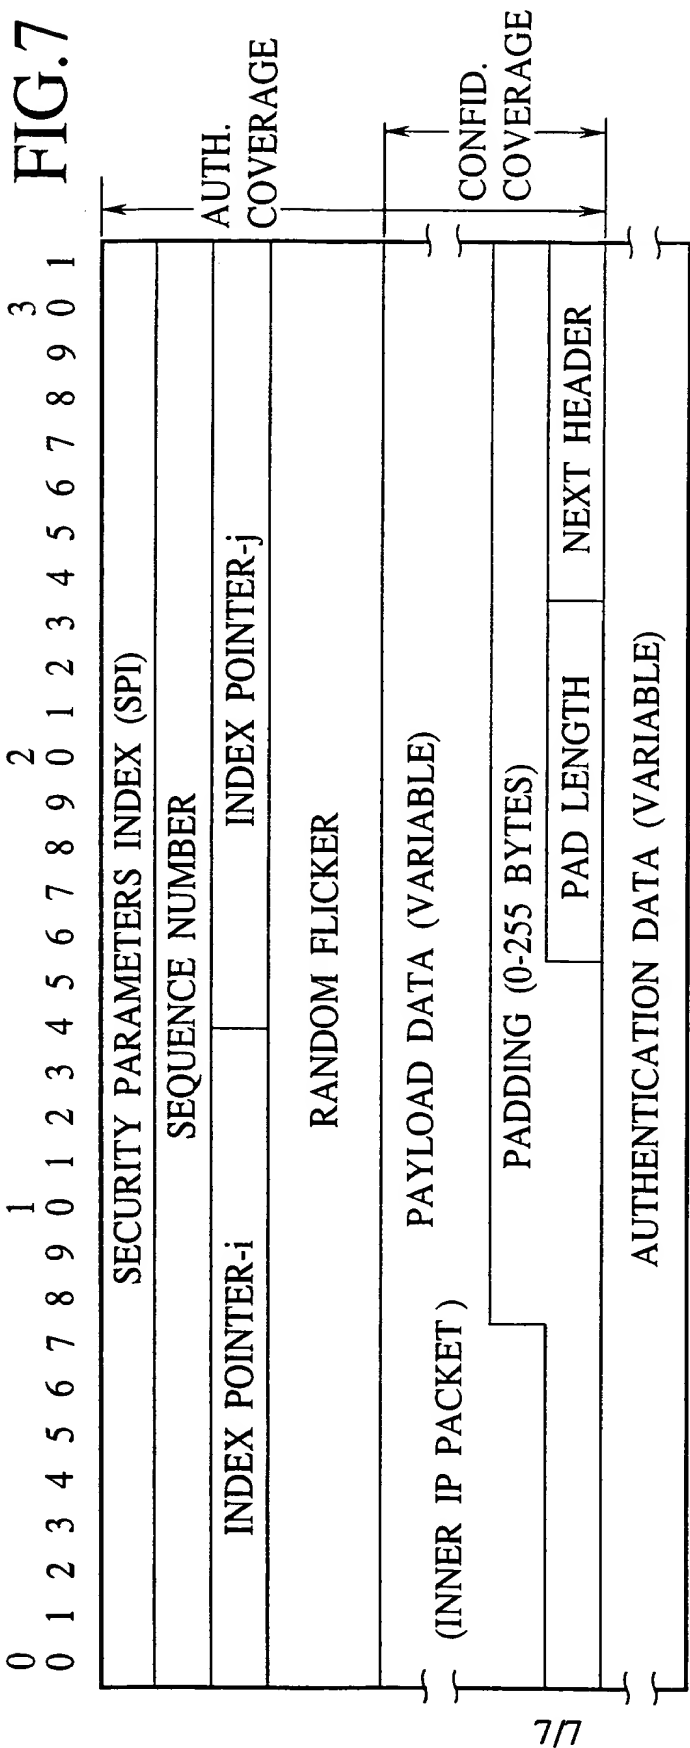 FIG.7
0 1 2 3
0 1 2 3 4 5 6 7 8 9 0 1 2 3 4 5 6 7 8 9 0 1 2 3 4 5 6 7 8 9 0 1
SECURITY PARAMETERS INDEX (SPI)
SEQUENCE NUMBER
INDEX POINTER-i
INDEX POINTER-j
RANDOM FLICKER
PAYLOAD DATA (VARIABLE)
(INNER IP PACKET )
PADDING (0-255 BYTES)
PAD LENGTH
NEXT HEADER
AUTHENTICATION DATA (VARIABLE)
AUTH.
COVERAGE
CONFID.
COVERAGE
7/7